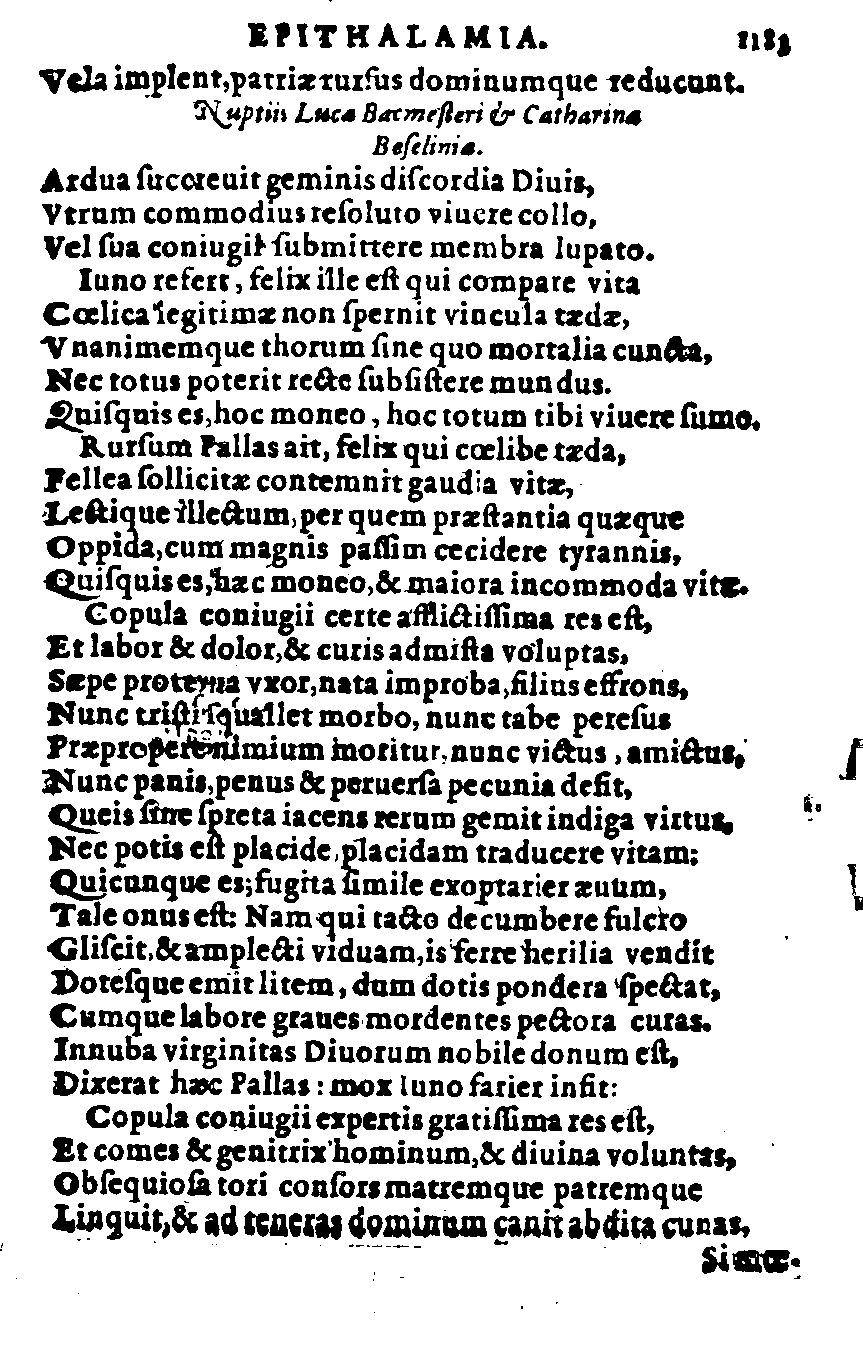 EPITHALAMIA. 1183
Vela implent, patriæ rursus dominumque reducunt.
Nuptiis Lucæ Bacmesteri & Catharinæ
Beseliniæ.
Ardua succreuit geminis discordia Diuis,
Vtrum commodius resoluto viuere collo,
Vel sua coniugii submittere membra lupato.
Iuno refert, felix ille est qui compare vita
Cœlica legitimæ non spernit vincula tædæ,
Vnanimemque thorum sine quo mortalia cuncta,
Nec totus poterit recte subsistere mundus.
Quisquis es, hoc moneo, hoc totum tibi viuere sumo.
Rursum Pallas ait, felix qui cœlibe tæda,
Fellea sollicitæ contemnit gaudia vitæ,
Lectique illectum, per quem præstantia quæque
Oppida, cum magnis passim cecidere tyrannis,
Quisquis es, hæc moneo, & maiora incommoda vitæ.
Copula coniugii certe afflictissima res est,
Et labor & dolor, & curis admista voluptas,
Sæpe proterua vxor, nata improba, filius effrons,
Nunc tristi squallet morbo, nunc tabe peresus
Præpropere nimium moritur, nunc victus, amictus,
Nunc panis, penus & peruersa pecunia defit,
Queis sine spreta iacens rerum gemit indiga virtus,
Nec potis est placide, placidam traducere vitam;
Quicunque es; fugita simile exoptarier æuum,
Tale onus est: Nam qui tacto decumbere fulcro
Gliscit, & amplecti viduam, is ferre herilia vendit
Dotesque emit litem, dum dotis pondera spectat,
Cumque labore graues mordentes pectora curas.
Innuba virginitas Diuorum nobile donum est,
Dixerat hæc Pallas: mox Iuno farier infit:
Copula coniugii expertis gratissima res est,
Et comes & genitrix hominum, & diuina voluntas,
Obsequiosa tori consors matremque patremque
Linquit, & ad teneras dominum canit abdita cunas,